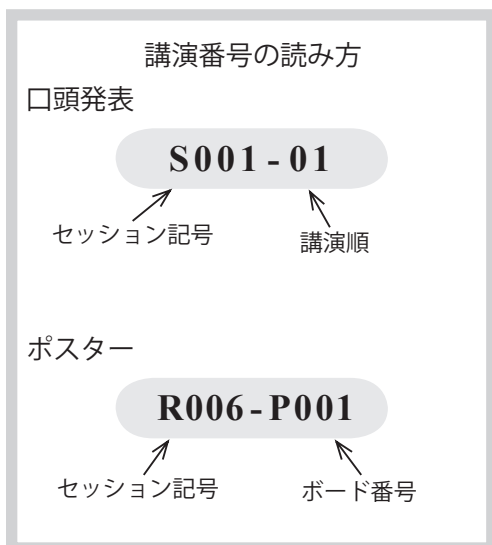 講演番号の読み方
口頭発表
S001-01
セッション記号 講演順
ポスター
R006-P001
セッション記号 ボード番号